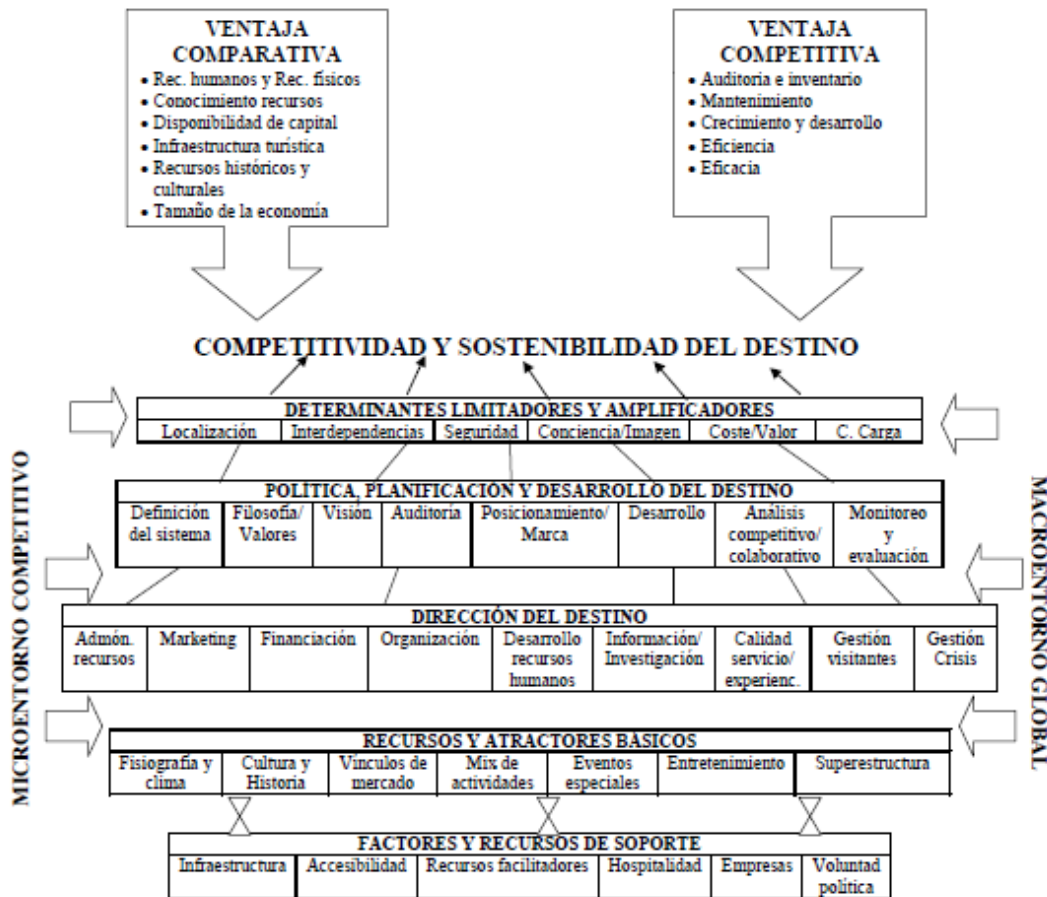 VENTAJA
COMPARATIVA
• Rec. humanos y Rec. físicos
• Conocimiento recursos
• Disponibilidad de capital
• Infraestructura turística
• Recursos históricos y
culturales
• Tamaño de la economía
VENTAJA
COMPETITIVA
• Auditoria e inventario
• Mantenimiento
• Crecimiento y desarrollo
• Eficiencia
• Eficacia
COMPETITIVIDAD Y SOSTENIBILIDAD DEL DESTINO
DETERMINANTES LIMITADORES Y AMPLIFICADORES
Localización Interdependencias Seguridad Conciencia/Imagen Coste/Valor C. Carga
POLÍTICA, PLANIFICACIÓN Y DESARROLLO DEL DESTINO
Definición
del sistema
Filosofía/
Valores
Visión
Auditoría
Posicionamiento/
Marca
Desarrollo
Análisis
competitivo/
colaborativo
Monitoreo
y
evaluación
DIRECCIÓN DEL DESTINO
Admón.
recursos
Marketing
Financiación
Organización
Desarrollo
recursos
humanos
Información/
Investigación
Calidad
servicio/
experienc.
Gestión
visitantes
Gestión
Crisis
RECURSOS Y ATRACTORES BÁSICOS
Fisiografía y
clima
Cultura y
Historia
Vínculos de
mercado
Mix de
actividades
Eventos
especiales
Entretenimiento
Superestructura
FACTORES Y RECURSOS DE SOPORTE
Infraestructura
Accesibilidad
Recursos facilitadores
Hospitalidad
Empresas
Voluntad
política
MICROENTORNO COMPETITIVO
MACROENTORNO GLOBAL